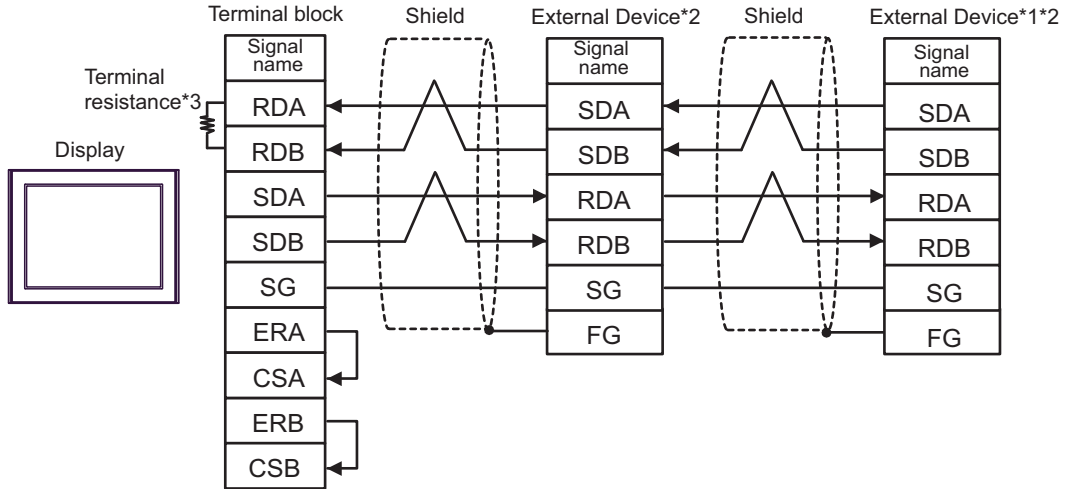 Terminal block
Shield
External Device*2
Shield
External Device*1*2
Terminal
resistance*3
Display
Signal
name
RDA
RDB
SDA
SDB
SG
ERA
CSA
ERB
CSB
Signal
name
SDA
SDB
RDA
RDB
SG
FG
Signal
name
SDA
SDB
RDA
RDB
SG
FG